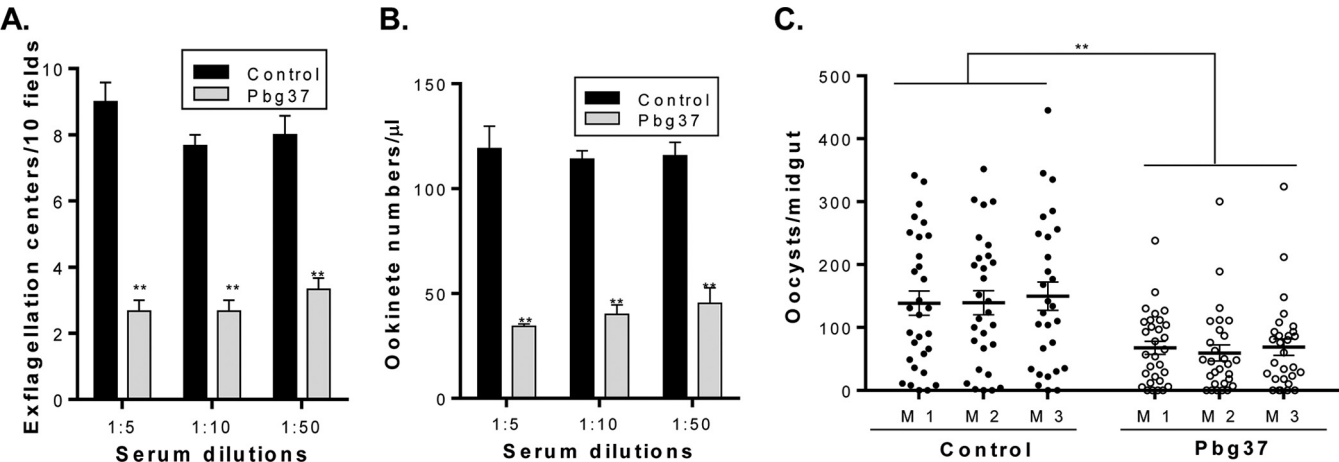 A.
Exflagellation centers/10 fields
10
8
6
4
2
0
Control
Pbg37
**
**
**
1:5 1:10 1:50
Serum dilutions
B.
Ookinete numbers/µl
150
100
50
0
Control
Pbg37
**
**
**
1:5 1:10 1:50
Serum dilutions
C.
Oocysts/midgut
500
400
300
200
100
0
**
M 1 M 2 M 3 M 1 M 2 M 3
Control Pbg37